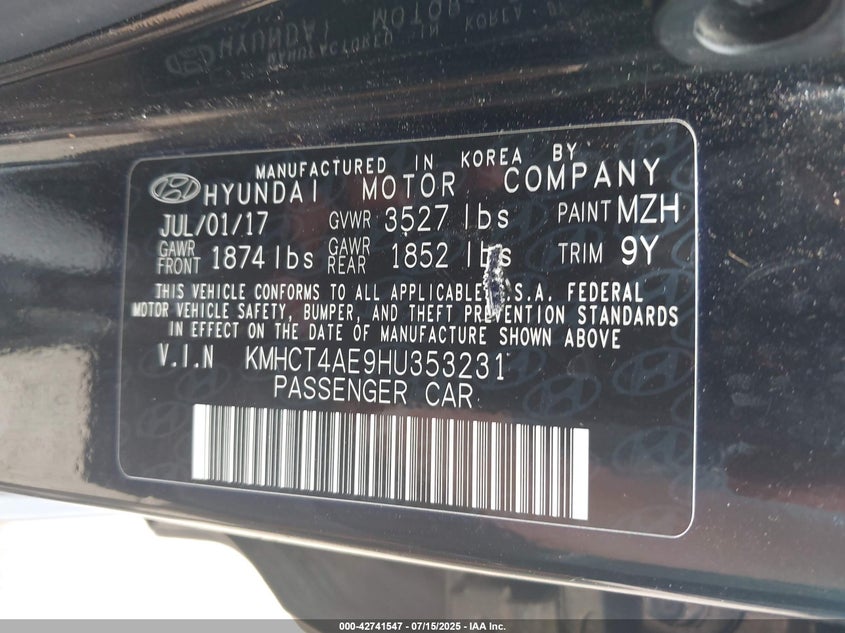 MANUFACTURED IN KOREA BY
HYUNDAI MOTOR COMPANY
JUL/01/17 GVWR 3527 lbs PAINT MZH
GAWR FRONT 1874 lbs GAWR REAR 1852 lbs TRIM 9Y
THIS VEHICLE CONFORMS TO ALL APPLICABLE U.S.A. FEDERAL
MOTOR VEHICLE SAFETY, BUMPER, AND THEFT PREVENTION STANDARDS
IN EFFECT ON THE DATE OF MANUFACTURE SHOWN ABOVE
V.I.N KMHCT4AE9HU353231
PASSENGER CAR
000-42741547 - 07/15/2025 - IAA Inc.